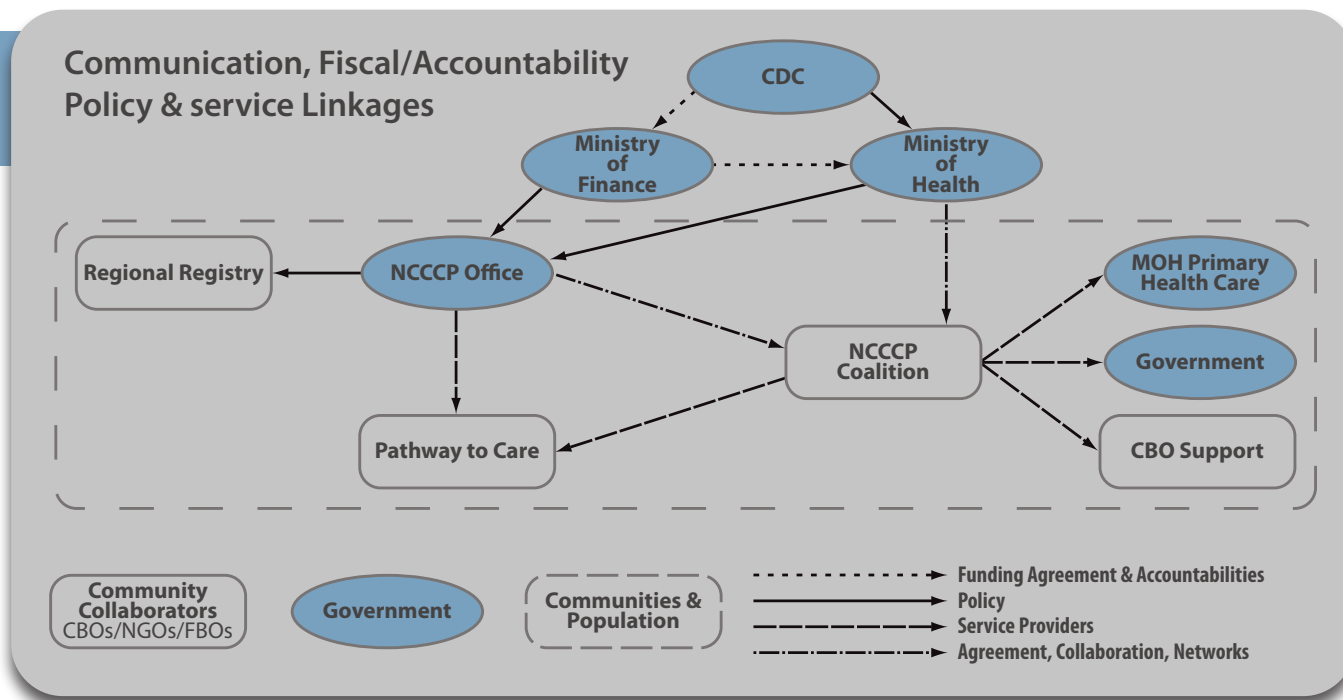 Communication, Fiscal/Accountability
Policy & service Linkages
CDC
Ministry
of
Finance
Ministry
of
Health
Regional Registry
NCCCP Office
MOH Primary
Health Care
NCCCP
Coalition
Government
Pathway to Care
CBO Support
Community
Collaborators
CBOs/NGOs/FBOs
Government
Communities &
Population
Funding Agreement & Accountabilities
Policy
Service Providers
Agreement, Collaboration, Networks